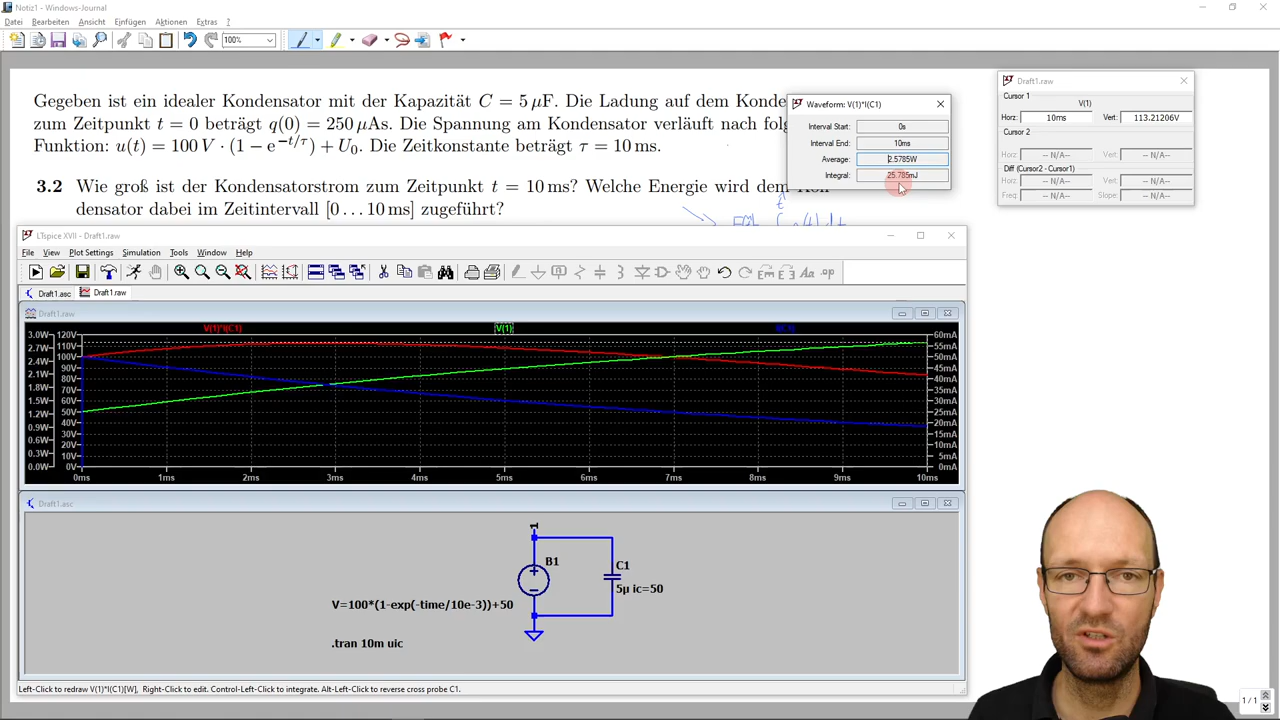 Notiz1 - Windows-Journal
Datei Bearbeiten Ansicht Einfügen Aktionen Extras ?
100%
Gegeben ist ein idealer Kondensator mit der Kapazität C = 5 μF. Die Ladung auf dem Konde
zum Zeitpunkt t = 0 beträgt q(0) = 250 μAs. Die Spannung am Kondensator verläuft nach folg
Funktion: u(t) = 100 V · (1 − e^−t/τ) + U₀. Die Zeitkonstante beträgt τ = 10 ms.
3.2 Wie groß ist der Kondensatorstrom zum Zeitpunkt t = 10 ms? Welche Energie wird dem Kon-
densator dabei im Zeitintervall [0 … 10 ms] zugeführt?
Waveform: V(1)*I(C1)
Interval Start: 0s
Interval End: 10ms
Average: 2.5785W
Integral: 25.785mJ
Draft1.raw
Cursor 1
V(1)
Horz: 10ms Vert: 113.21206V
Cursor 2
Horz: -- N/A-- Vert: -- N/A--
Diff (Cursor2 - Cursor1)
Horz: -- N/A-- Vert: -- N/A--
Freq: -- N/A-- Slope: -- N/A--
LTspice XVII - Draft1.raw
File View Plot Settings Simulation Tools Window Help
Draft1.asc Draft1.raw
Draft1.raw
V(1)*I(C1) V(1)
3.0W 120V 60mA
2.7W 110V 55mA
2.4W 100V 50mA
2.1W 90V 45mA
1.8W 80V 40mA
70V 35mA
1.5W 60V 30mA
1.2W 50V 25mA
0.9W 40V 20mA
30V 15mA
0.6W 20V 10mA
0.3W 10V 5mA
0.0W 0V 0mA
0ms 1ms 2ms 3ms 4ms 5ms 6ms 7ms 8ms 9ms 10ms
Draft1.asc
1
B1
C1
5μ ic=50
V=100*(1-exp(-time/10e-3))+50
.tran 10m uic
Left-Click to redraw V(1)*I(C1)[W], Right-Click to edit. Control-Left-Click to integrate. Alt-Left-Click to reverse cross probe C1.
1/1